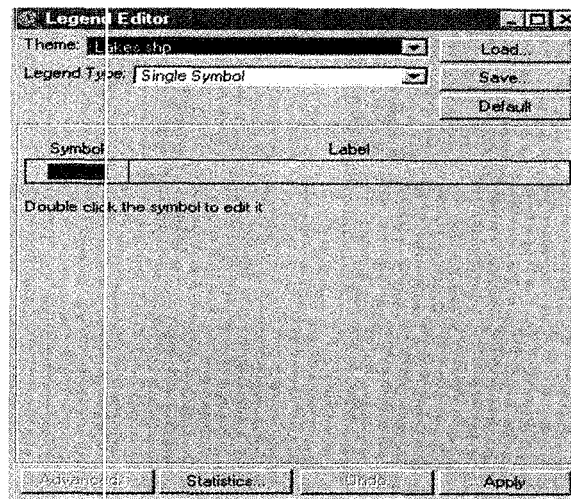 Legend Editor
Theme: Lakes.shp
Load...
Legend Type: Single Symbol
Save...
Default
Symbol Label
Double click the symbol to edit it
Advanced... Statistics... Undo Apply